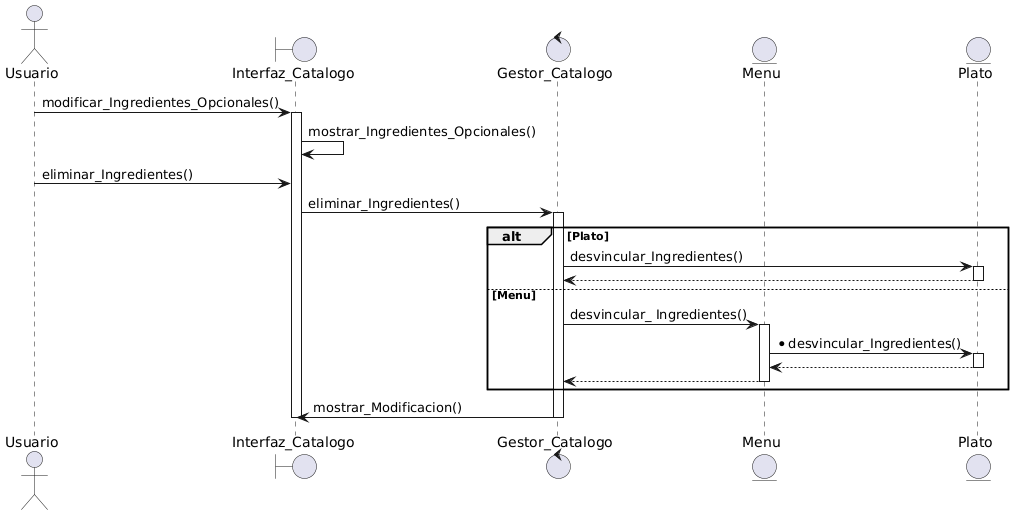 Usuario
Interfaz_Catalogo
Gestor_Catalogo
Menu
Plato
modificar_Ingredientes_Opcionales()
mostrar_Ingredientes_Opcionales()
eliminar_Ingredientes()
eliminar_Ingredientes()
alt [Plato]
desvincular_Ingredientes()
[Menu]
desvincular_ Ingredientes()
desvincular_Ingredientes()
mostrar_Modificacion()
Usuario
Interfaz_Catalogo
Gestor_Catalogo
Menu
Plato